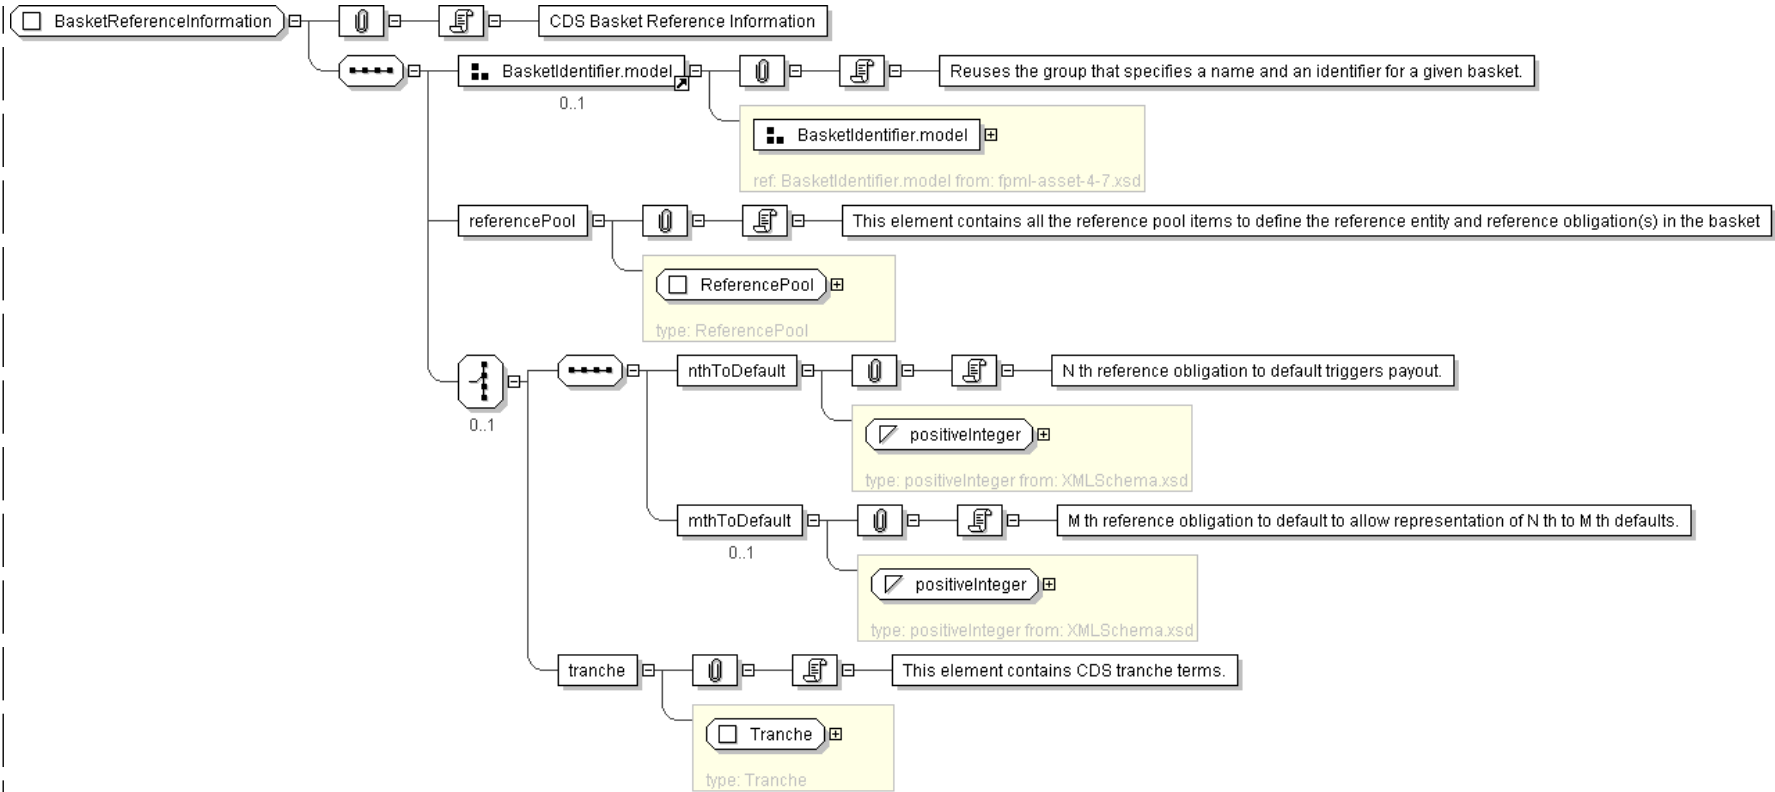 BasketReferenceInformation
CDS Basket Reference Information
BasketIdentifier.model
Reuses the group that specifies a name and an identifier for a given basket.
0..1
BasketIdentifier.model
ref: BasketIdentifier.model from: fpml-asset-4-7.xsd
referencePool
This element contains all the reference pool items to define the reference entity and reference obligation(s) in the basket
ReferencePool
type: ReferencePool
0..1
nthToDefault
N th reference obligation to default triggers payout.
positiveInteger
type: positiveInteger from: XMLSchema.xsd
mthToDefault
M th reference obligation to default to allow representation of N th to M th defaults.
0..1
positiveInteger
type: positiveInteger from: XMLSchema.xsd
tranche
This element contains CDS tranche terms.
Tranche
type: Tranche